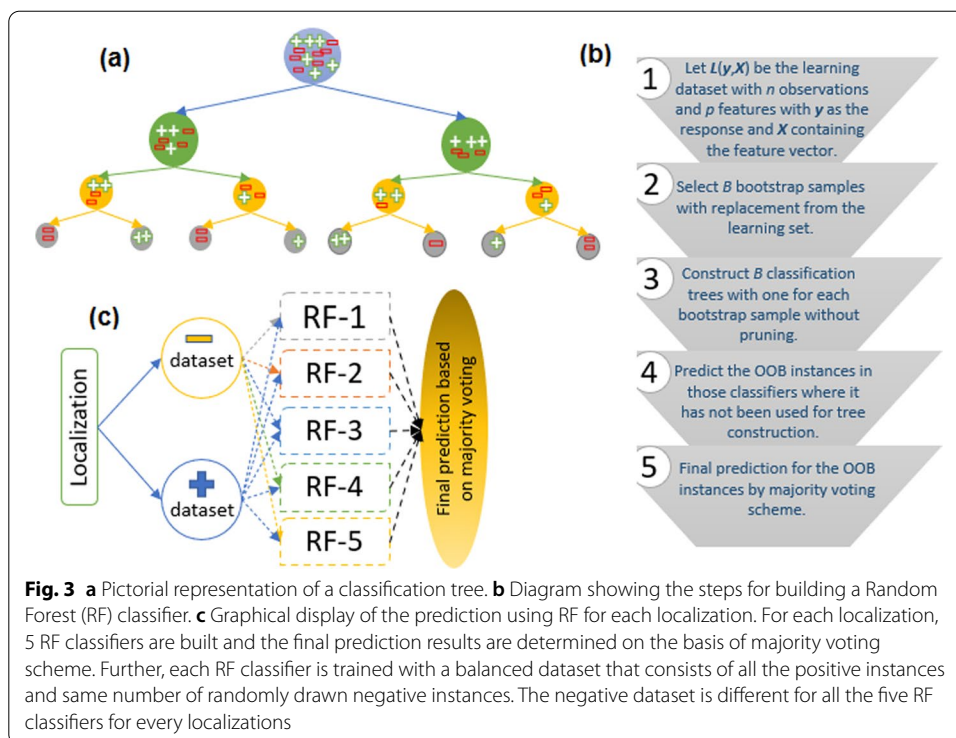 (a)
(b)
1
Let L(y,X) be the learning
dataset with n observations
and p features with y as the
response and X containing
the feature vector.
2
Select B bootstrap samples
with replacement from the
learning set.
3
Construct B classification
trees with one for each
bootstrap sample without
pruning.
4
Predict the OOB instances in
those classifiers where it
has not been used for tree
construction.
5
Final prediction for the OOB
instances by majority voting
scheme.
(c)
Localization
dataset
dataset
RF-1
RF-2
RF-3
RF-4
RF-5
Final prediction based
on majority voting
Fig. 3 a Pictorial representation of a classification tree. b Diagram showing the steps for building a Random
Forest (RF) classifier. c Graphical display of the prediction using RF for each localization. For each localization,
5 RF classifiers are built and the final prediction results are determined on the basis of majority voting
scheme. Further, each RF classifier is trained with a balanced dataset that consists of all the positive instances
and same number of randomly drawn negative instances. The negative dataset is different for all the five RF
classifiers for every localizations